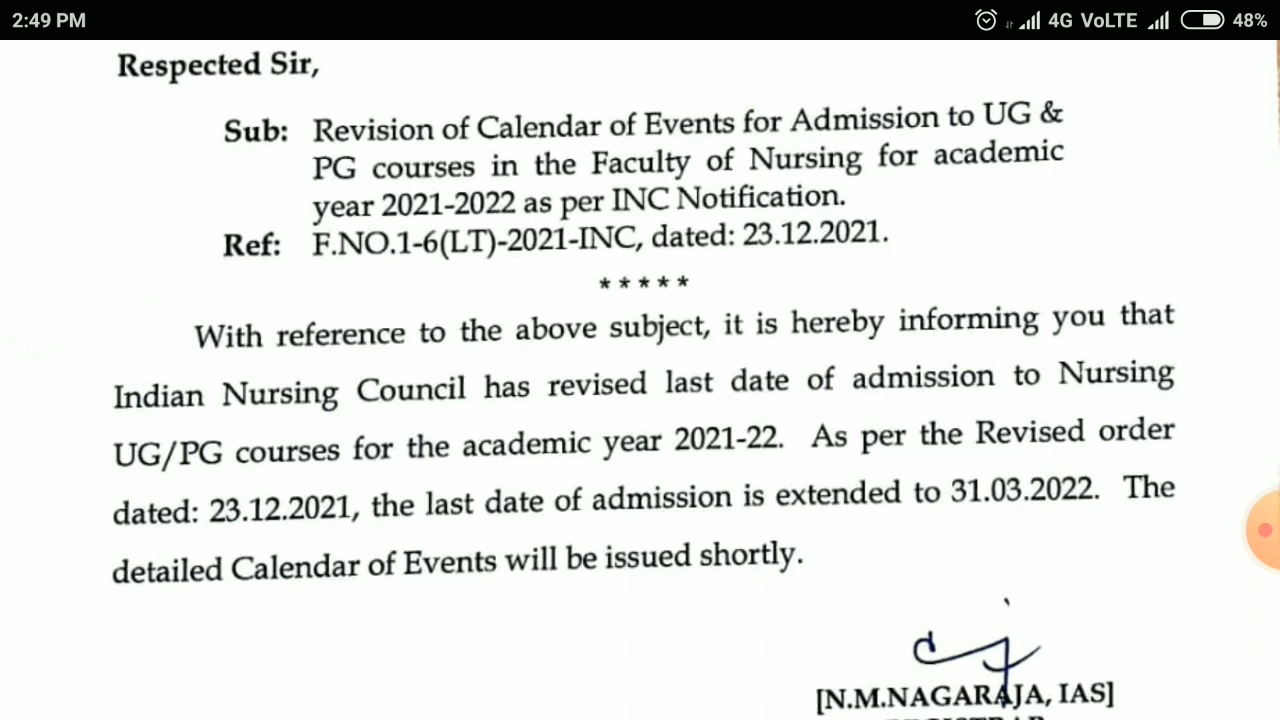 2:49 PM 4G VoLTE 48%
Respected Sir,
Sub: Revision of Calendar of Events for Admission to UG &
PG courses in the Faculty of Nursing for academic
year 2021-2022 as per INC Notification.
Ref: F.NO.1-6(LT)-2021-INC, dated: 23.12.2021.
*****
With reference to the above subject, it is hereby informing you that
Indian Nursing Council has revised last date of admission to Nursing
UG/PG courses for the academic year 2021-22. As per the Revised order
dated: 23.12.2021, the last date of admission is extended to 31.03.2022. The
detailed Calendar of Events will be issued shortly.
[N.M.NAGARAJA, IAS]